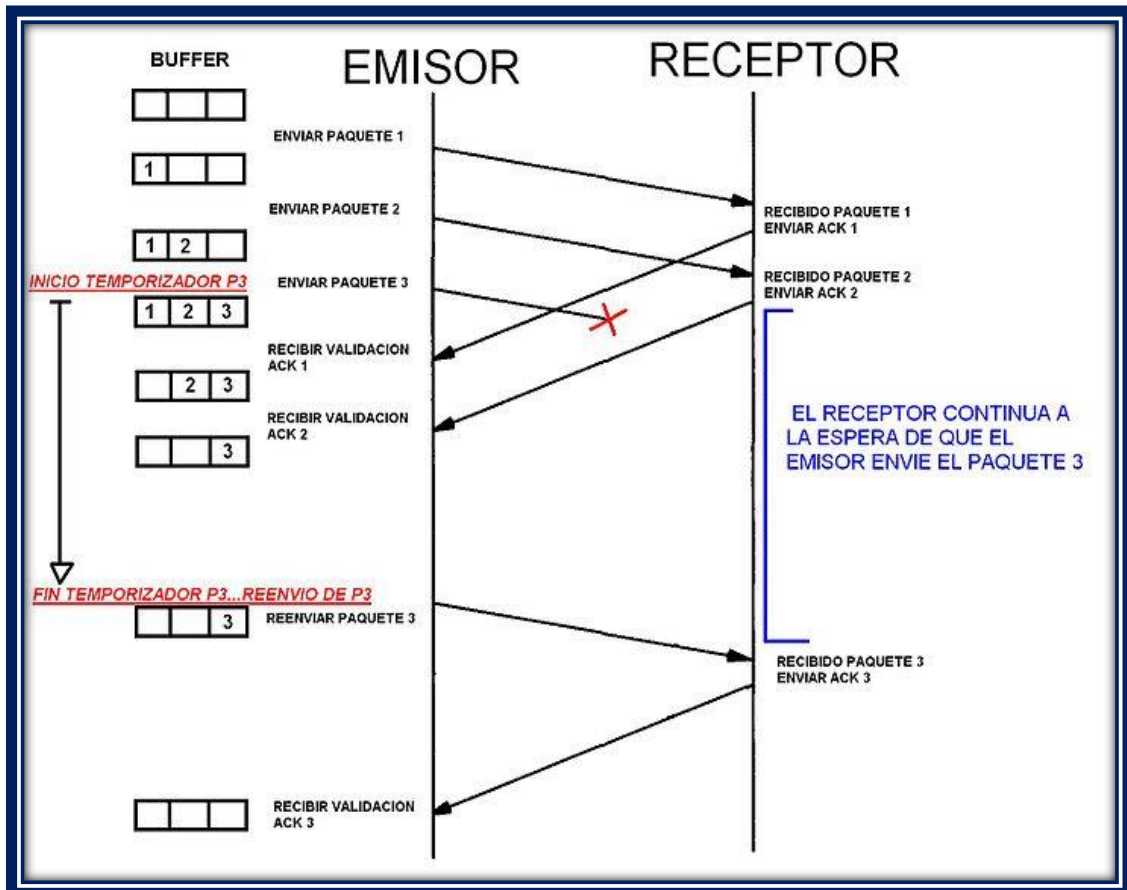 BUFFER
EMISOR
RECEPTOR
ENVIAR PAQUETE 1
1
ENVIAR PAQUETE 2
RECIBIDO PAQUETE 1
ENVIAR ACK 1
1 2
INICIO TEMPORIZADOR P3
ENVIAR PAQUETE 3
RECIBIDO PAQUETE 2
ENVIAR ACK 2
1 2 3
RECIBIR VALIDACION
ACK 1
2 3
RECIBIR VALIDACION
ACK 2
3
EL RECEPTOR CONTINUA A
LA ESPERA DE QUE EL
EMISOR ENVIE EL PAQUETE 3
FIN TEMPORIZADOR P3...REENVIO DE P3
3
REENVIAR PAQUETE 3
RECIBIDO PAQUETE 3
ENVIAR ACK 3
RECIBIR VALIDACION
ACK 3